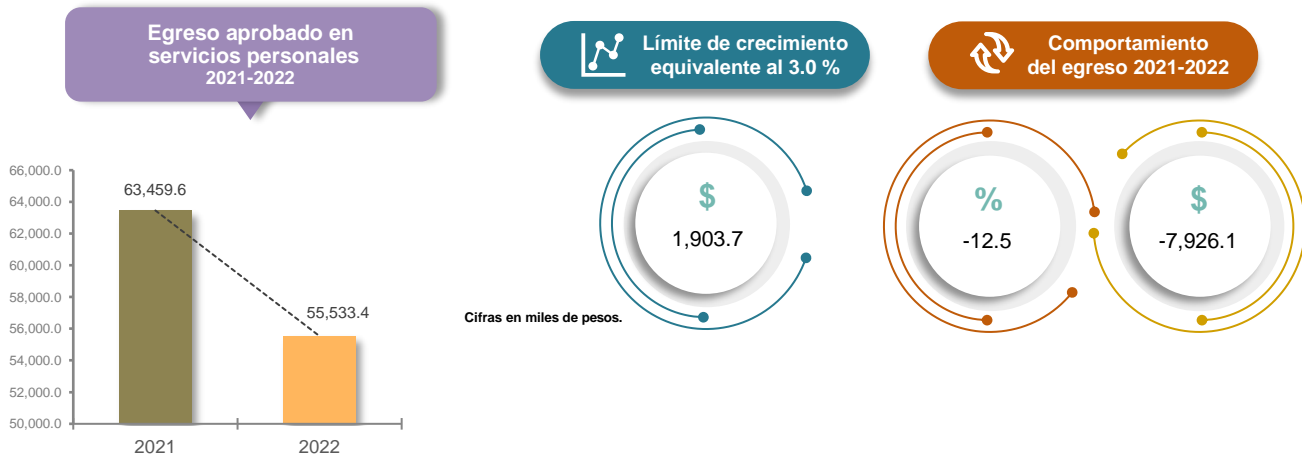 Egreso aprobado en
servicios personales
2021-2022
Límite de crecimiento
equivalente al 3.0 %
Comportamiento
del egreso 2021-2022
66,000.0
64,000.0
62,000.0
60,000.0
58,000.0
56,000.0
54,000.0
52,000.0
50,000.0
63,459.6
55,533.4
2021
2022
$
1,903.7
%
-12.5
$
-7,926.1
Cifras en miles de pesos.